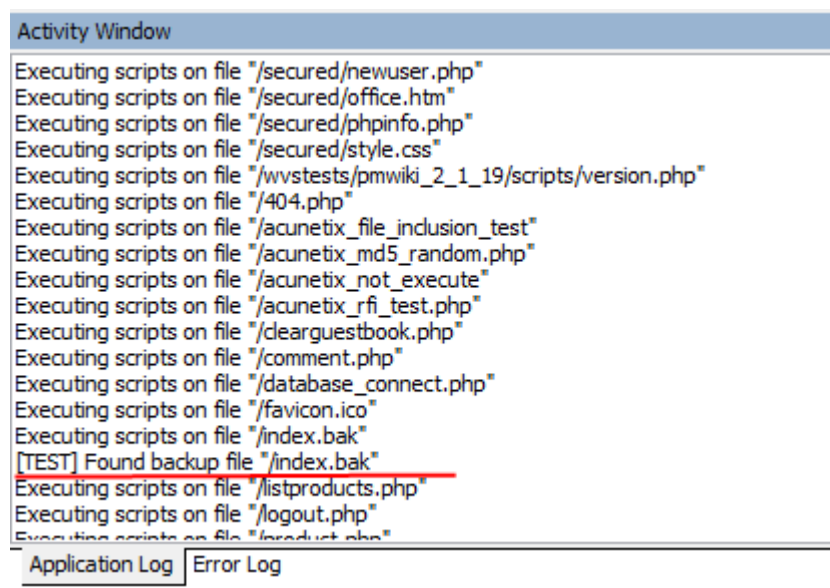 Activity Window
Executing scripts on file "/secured/newuser.php"
Executing scripts on file "/secured/office.htm"
Executing scripts on file "/secured/phpinfo.php"
Executing scripts on file "/secured/style.css"
Executing scripts on file "/wvstests/pmwiki_2_1_19/scripts/version.php"
Executing scripts on file "/404.php"
Executing scripts on file "/acunetix_file_inclusion_test"
Executing scripts on file "/acunetix_md5_random.php"
Executing scripts on file "/acunetix_not_execute"
Executing scripts on file "/acunetix_rfi_test.php"
Executing scripts on file "/clearguestbook.php"
Executing scripts on file "/comment.php"
Executing scripts on file "/database_connect.php"
Executing scripts on file "/favicon.ico"
Executing scripts on file "/index.bak"
[TEST] Found backup file "/index.bak"
Executing scripts on file "/listproducts.php"
Executing scripts on file "/logout.php"
Executing scripts on file "/product.php"
Application Log Error Log